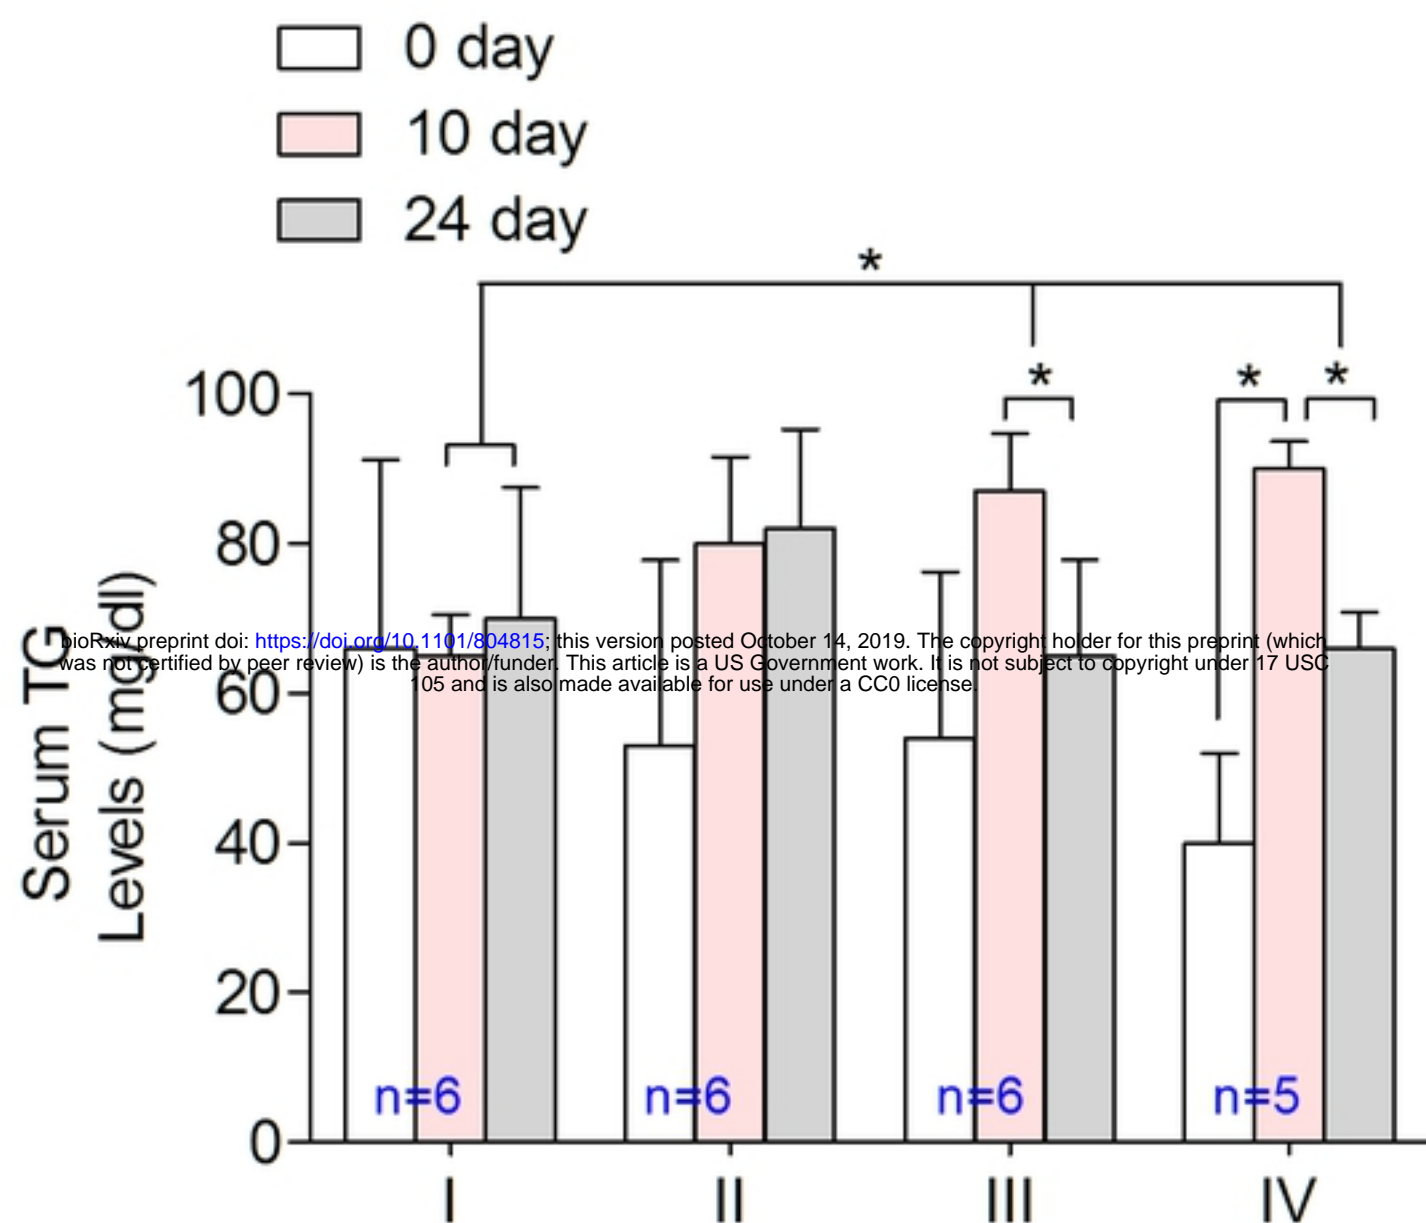 0 day
10 day
24 day
*
* * *
100
80
60
40
20
0
Serum TG
Levels (mg/dl)
bioRxiv preprint doi: https://doi.org/10.1101/804815; this version posted October 14, 2019. The copyright holder for this preprint (which
was not certified by peer review) is the author/funder. This article is a US Government work. It is not subject to copyright under 17 USC
105 and is also made available for use under a CC0 license.
n=6 n=6 n=6 n=5
I II III IV